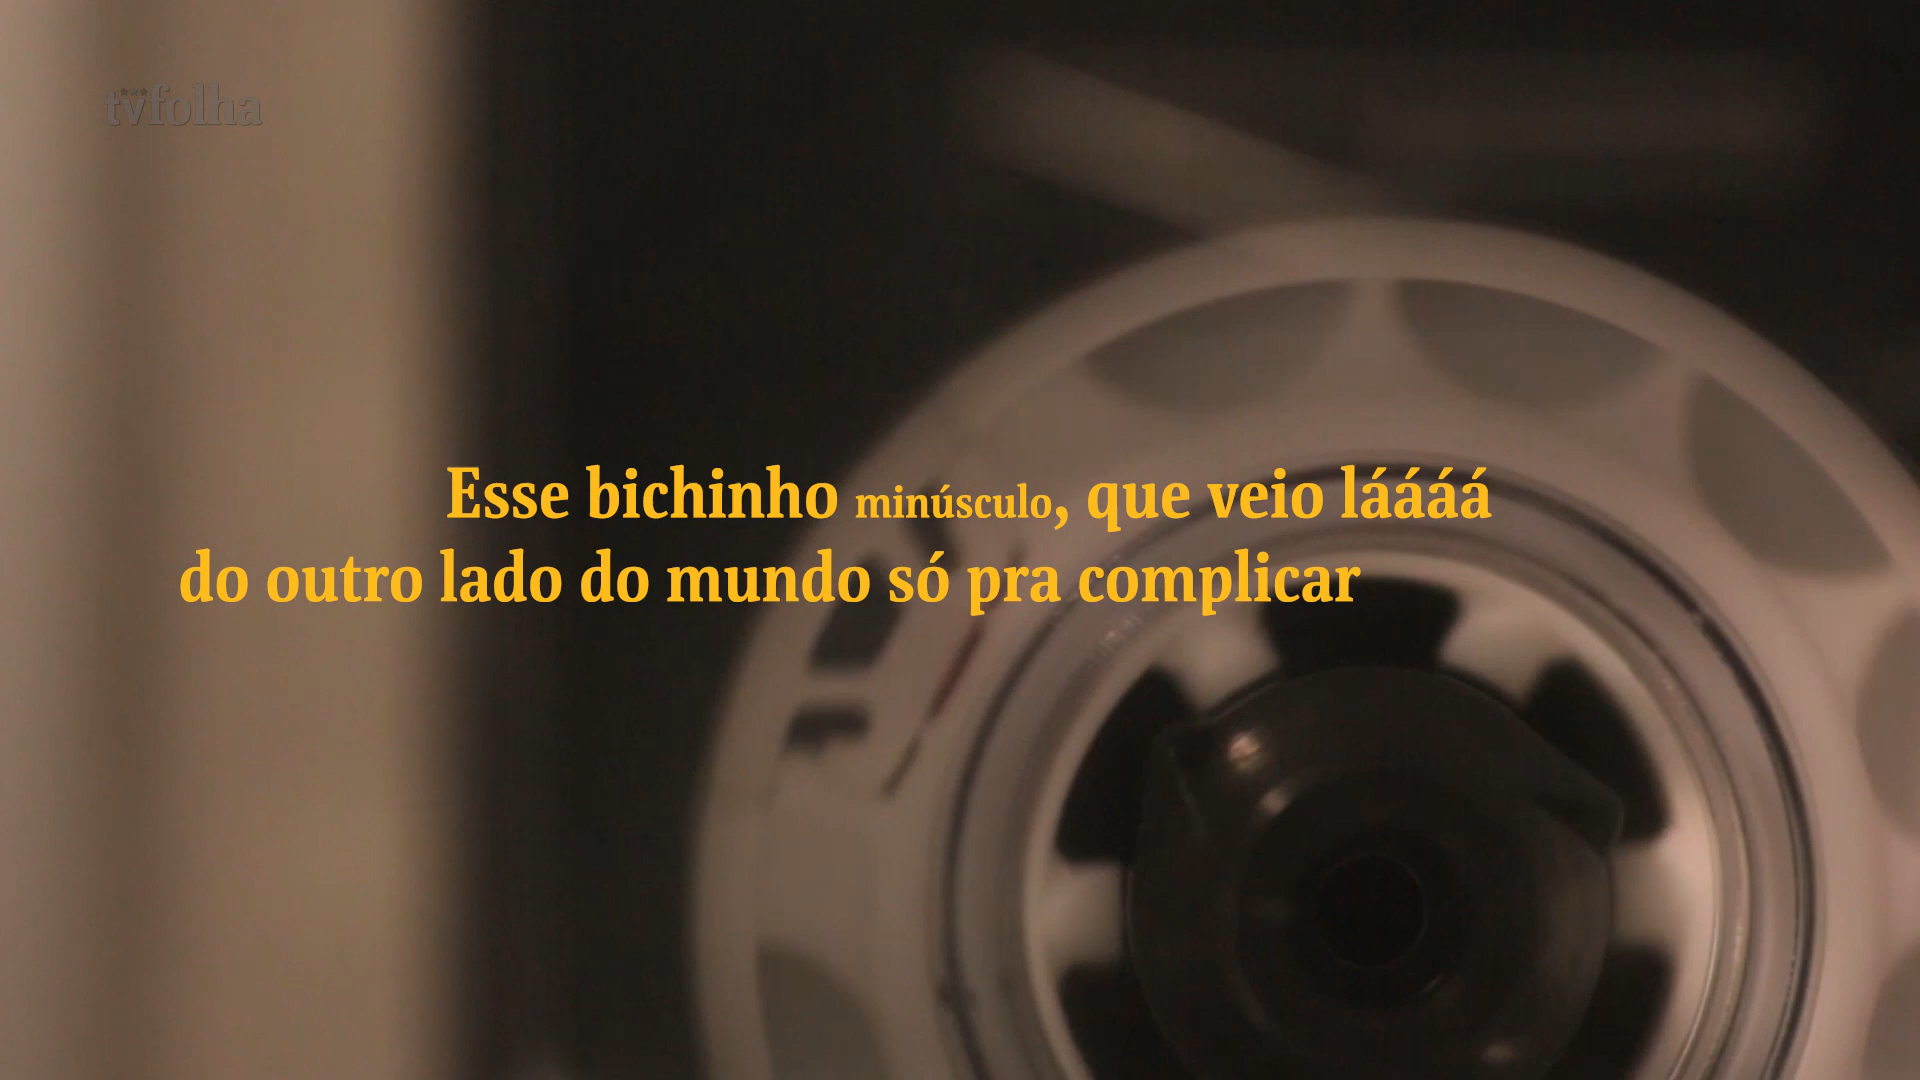 tvfolha
Esse bichinho minúsculo, que veio láááá
do outro lado do mundo só pra complicar